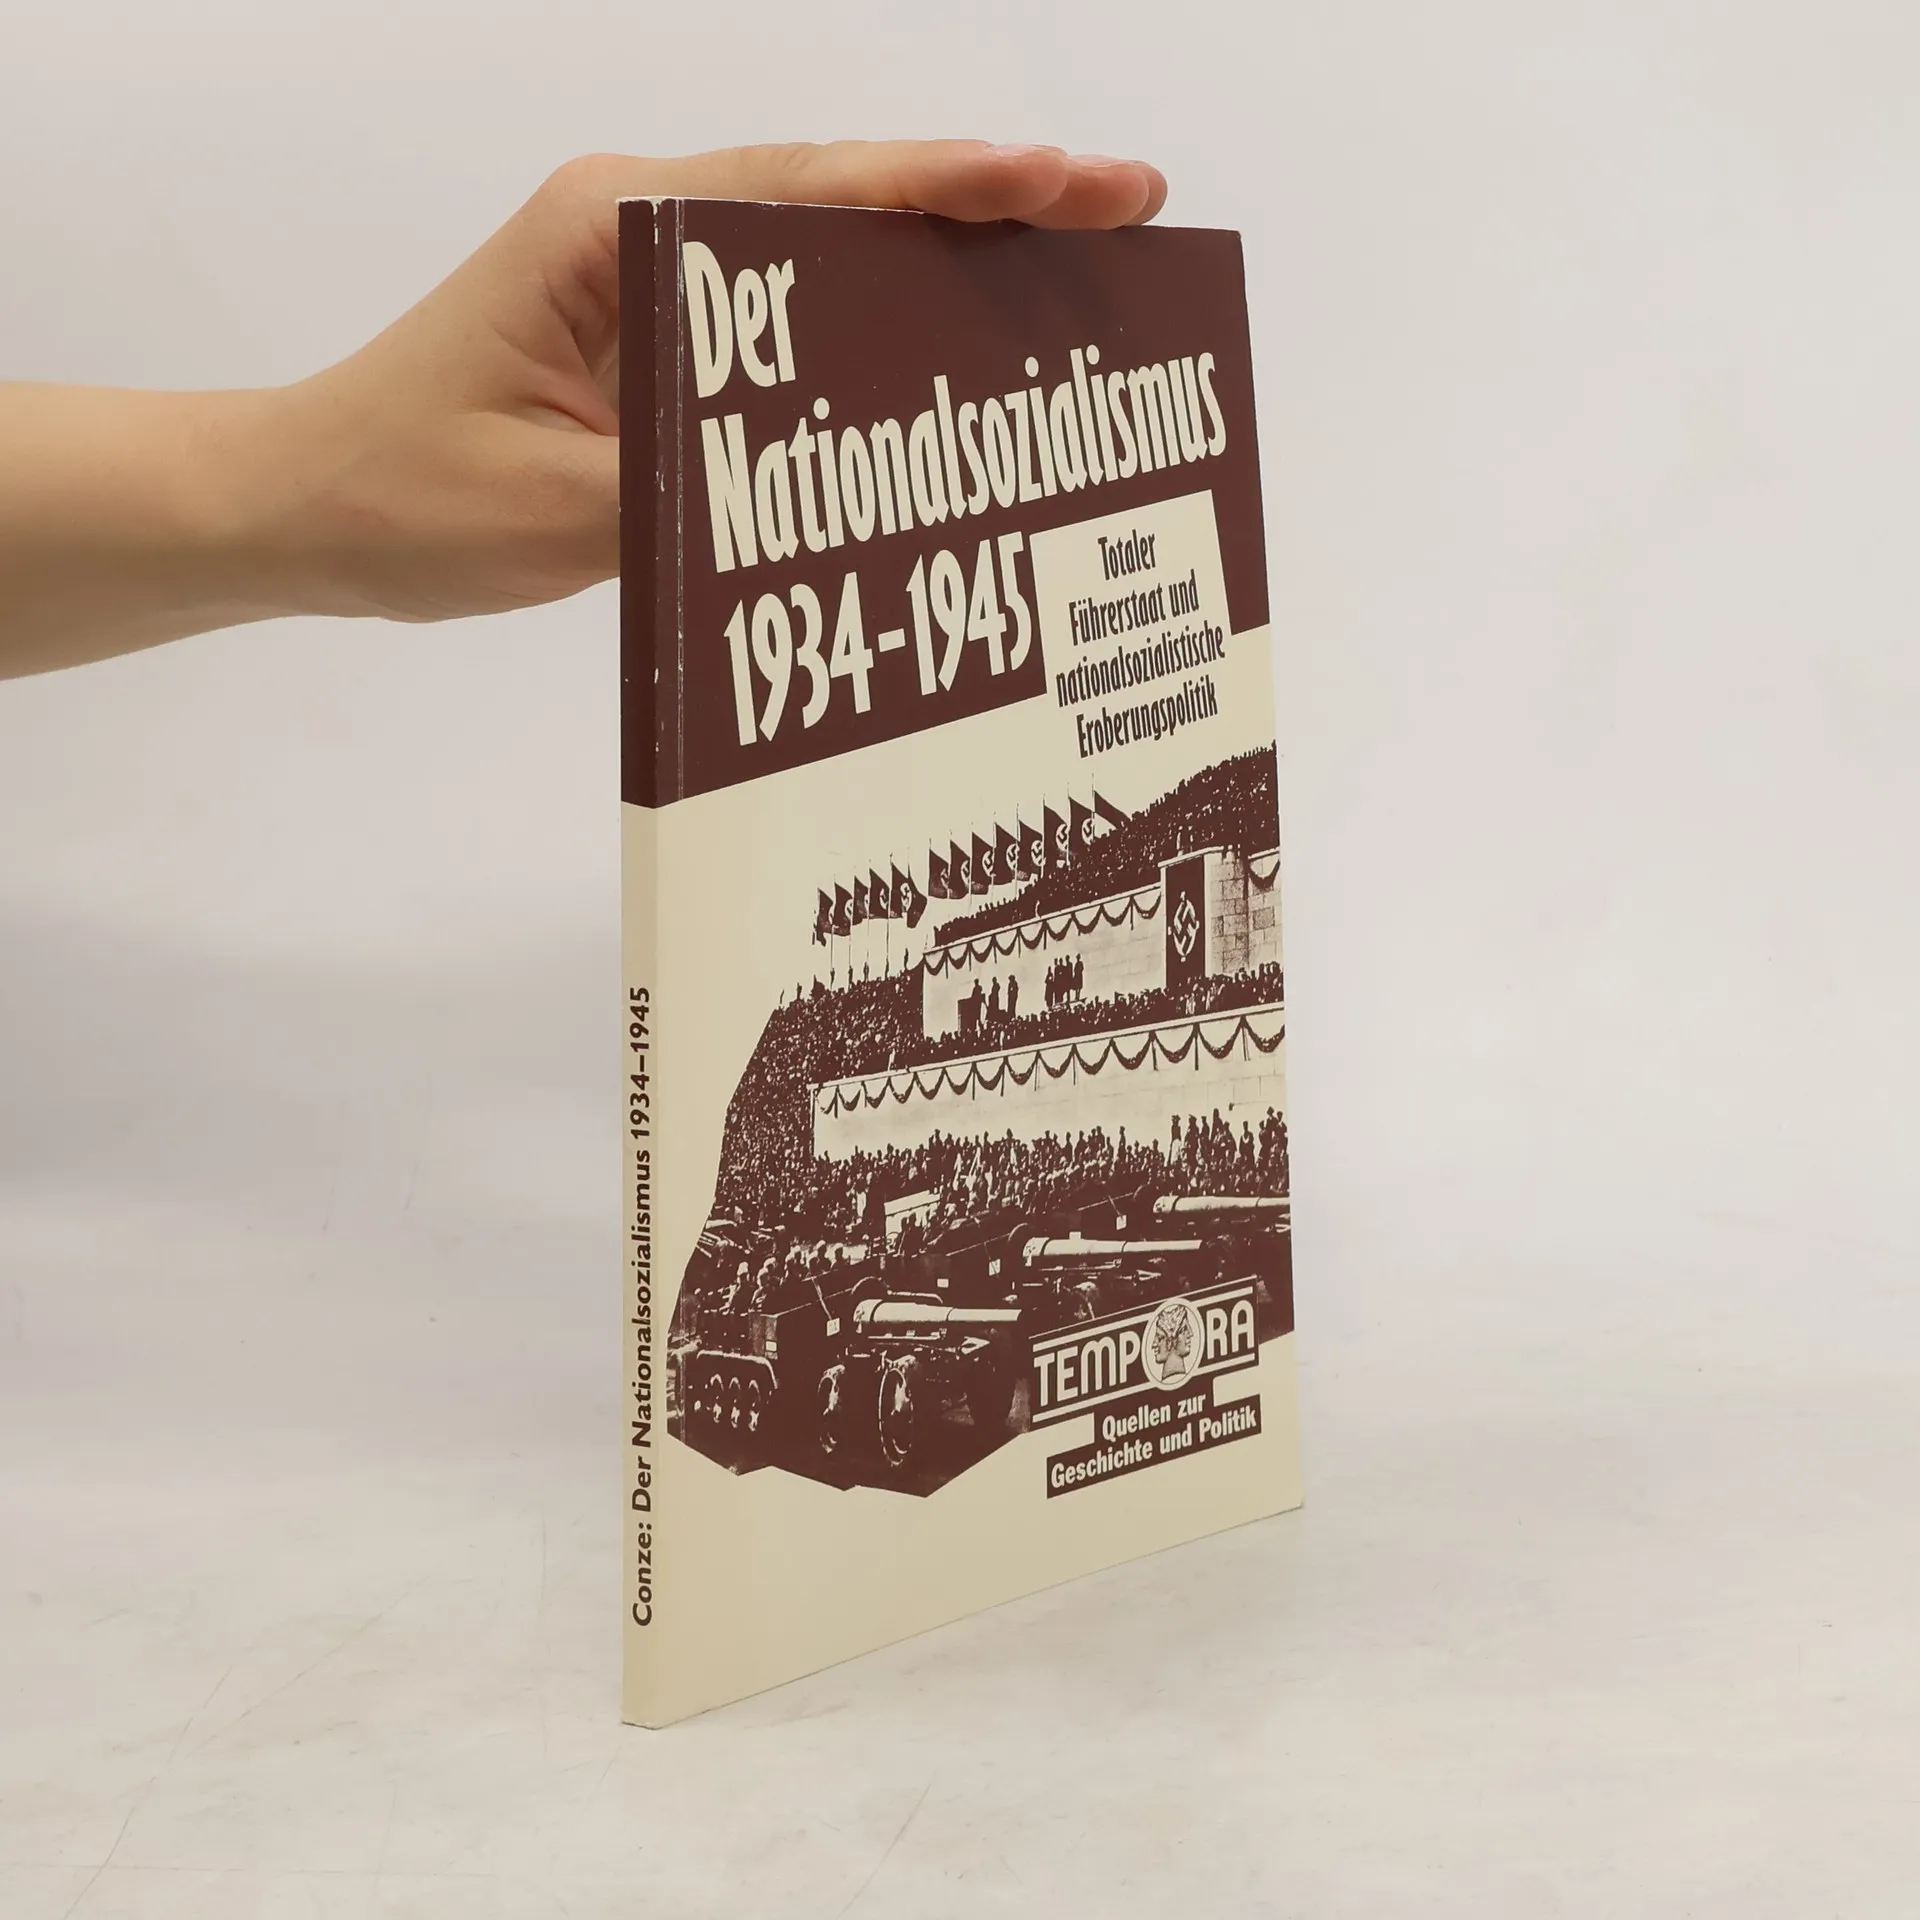 Der
Nationalsozialismus
1934–1945
Totaler
Führerstaat und
nationalsozialistische
Eroberungspolitik
TEMPORA
Quellen zur
Geschichte und Politik
Conze: Der Nationalsozialismus 1934–1945